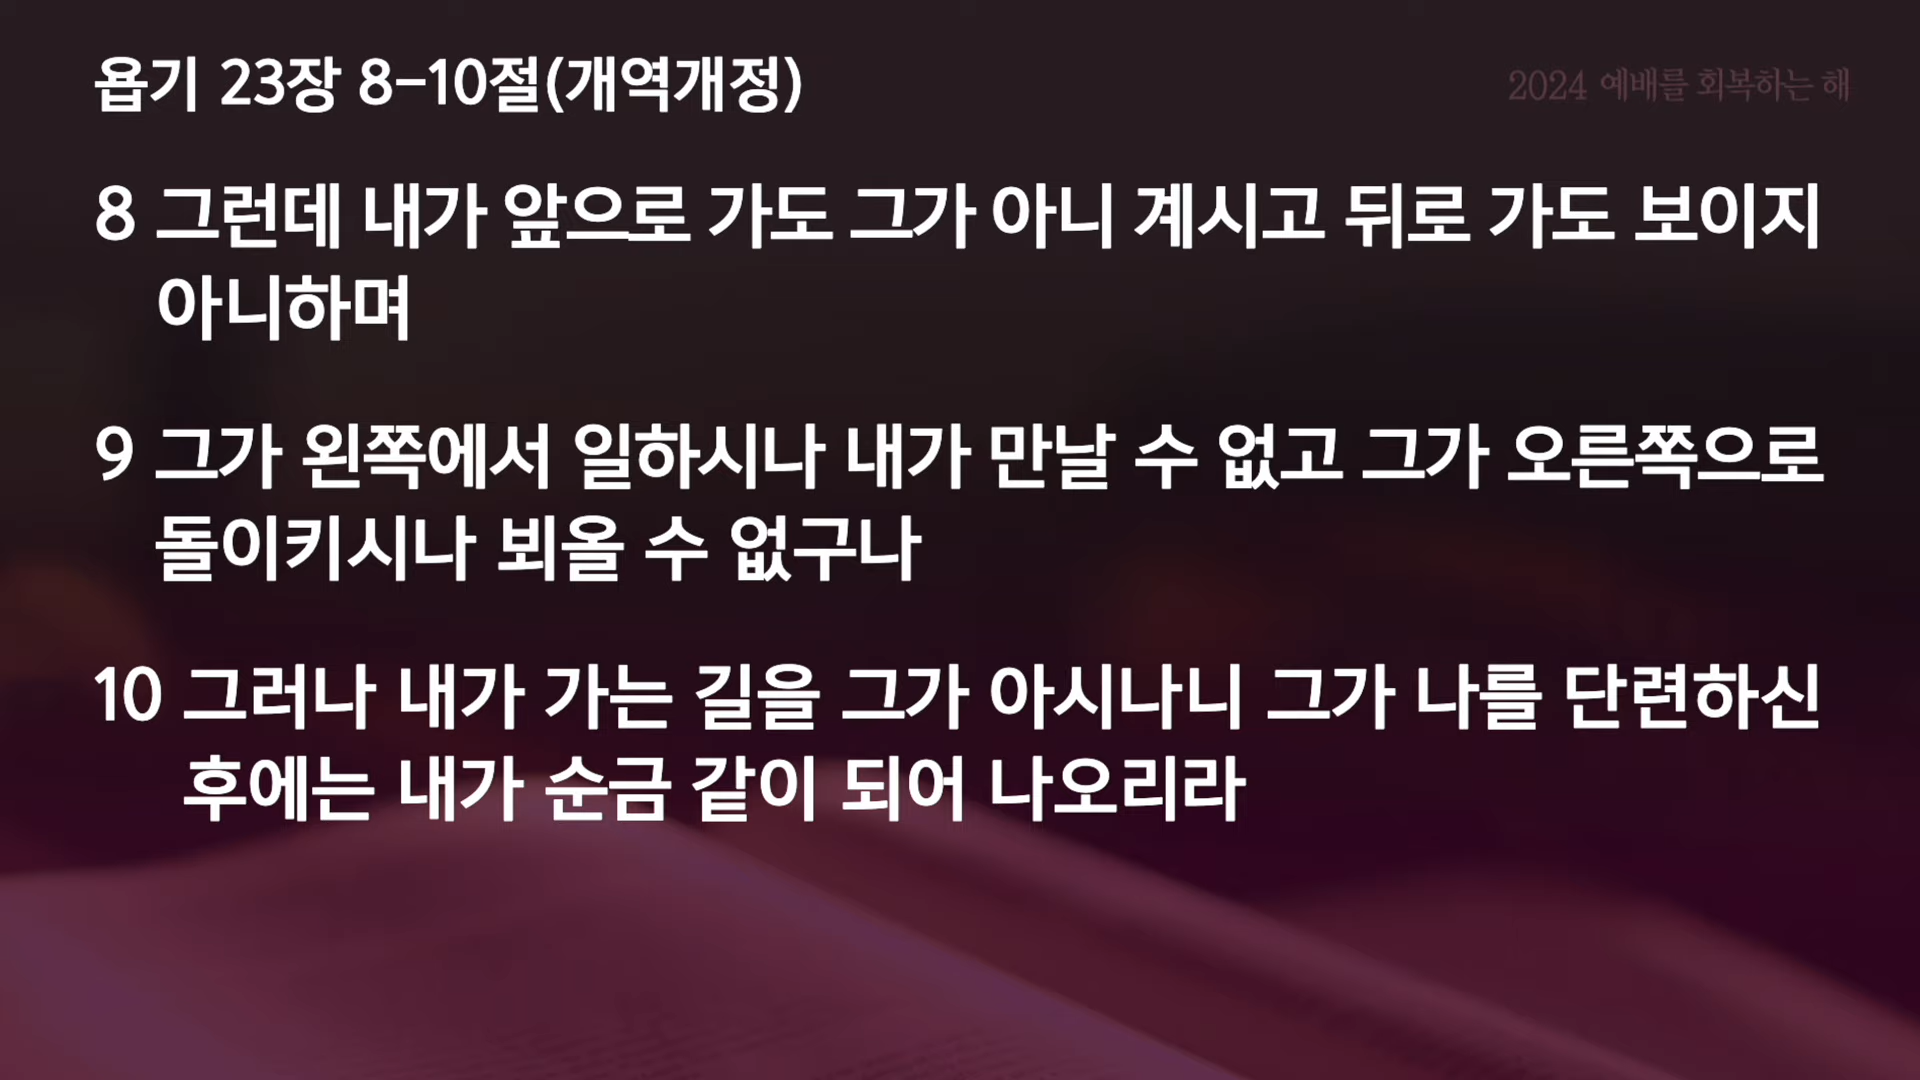 욥기 23장 8-10절(개역개정)
2024 예배를 회복하는 해
8 그런데 내가 앞으로 가도 그가 아니 계시고 뒤로 가도 보이지
아니하며
9 그가 왼쪽에서 일하시나 내가 만날 수 없고 그가 오른쪽으로
돌이키시나 뵈올 수 없구나
10 그러나 내가 가는 길을 그가 아시나니 그가 나를 단련하신
후에는 내가 순금 같이 되어 나오리라